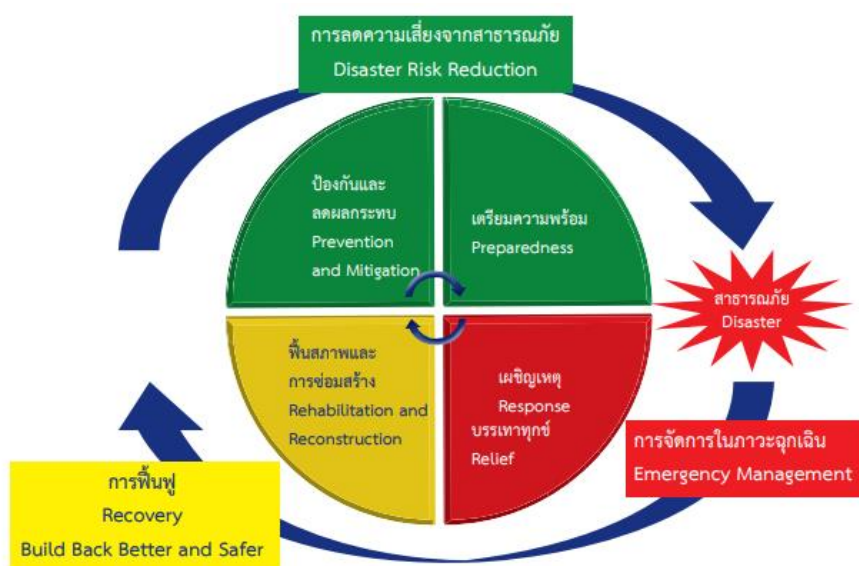 การลดความเสี่ยงจากสาธารณภัย
Disaster Risk Reduction
ป้องกันและ
ลดผลกระทบ
Prevention
and Mitigation
เตรียมความพร้อม
Preparedness
สาธารณภัย
Disaster
ฟื้นสภาพและ
การซ่อมสร้าง
Rehabilitation and
Reconstruction
เผชิญเหตุ
Response
บรรเทาทุกข์
Relief
การจัดการในภาวะฉุกเฉิน
Emergency Management
การฟื้นฟู
Recovery
Build Back Better and Safer